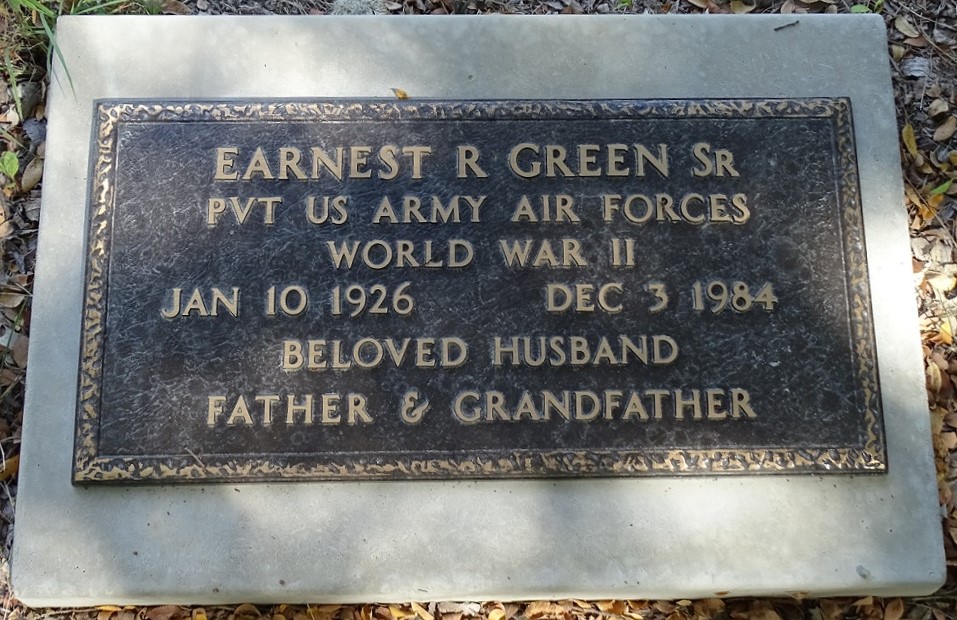 EARNEST R GREEN SR
PVT US ARMY AIR FORCES
WORLD WAR II
JAN 10 1926 DEC 3 1984
BELOVED HUSBAND
FATHER & GRANDFATHER